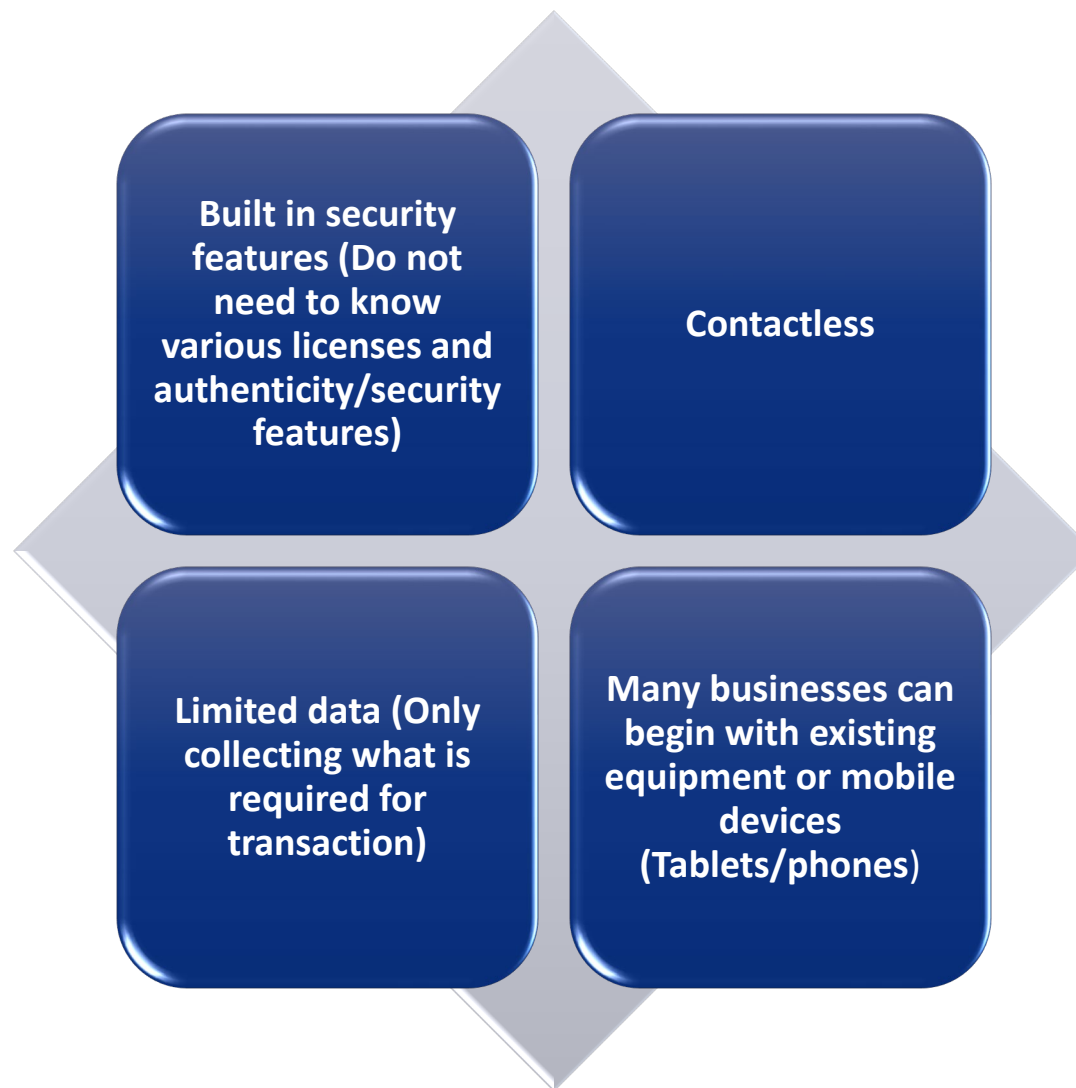 Built in security
features (Do not
need to know
various licenses and
authenticity/security
features)
Contactless
Limited data (Only
collecting what is
required for
transaction)
Many businesses can
begin with existing
equipment or mobile
devices
(Tablets/phones)